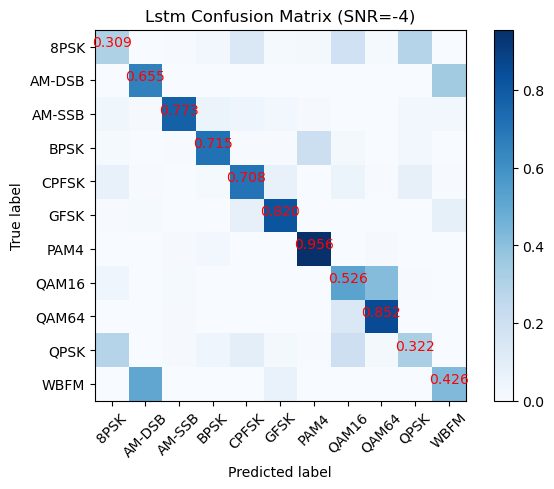 Lstm Confusion Matrix (SNR=-4)
True label
8PSK 0.309
AM-DSB 0.655
AM-SSB 0.773
BPSK 0.715
CPFSK 0.708
GFSK 0.820
PAM4 0.956
QAM16 0.526
QAM64 0.852
QPSK 0.322
WBFM 0.426
8PSK AM-DSB AM-SSB BPSK CPFSK GFSK PAM4 QAM16 QAM64 QPSK WBFM
Predicted label
0.8
0.6
0.4
0.2
0.0